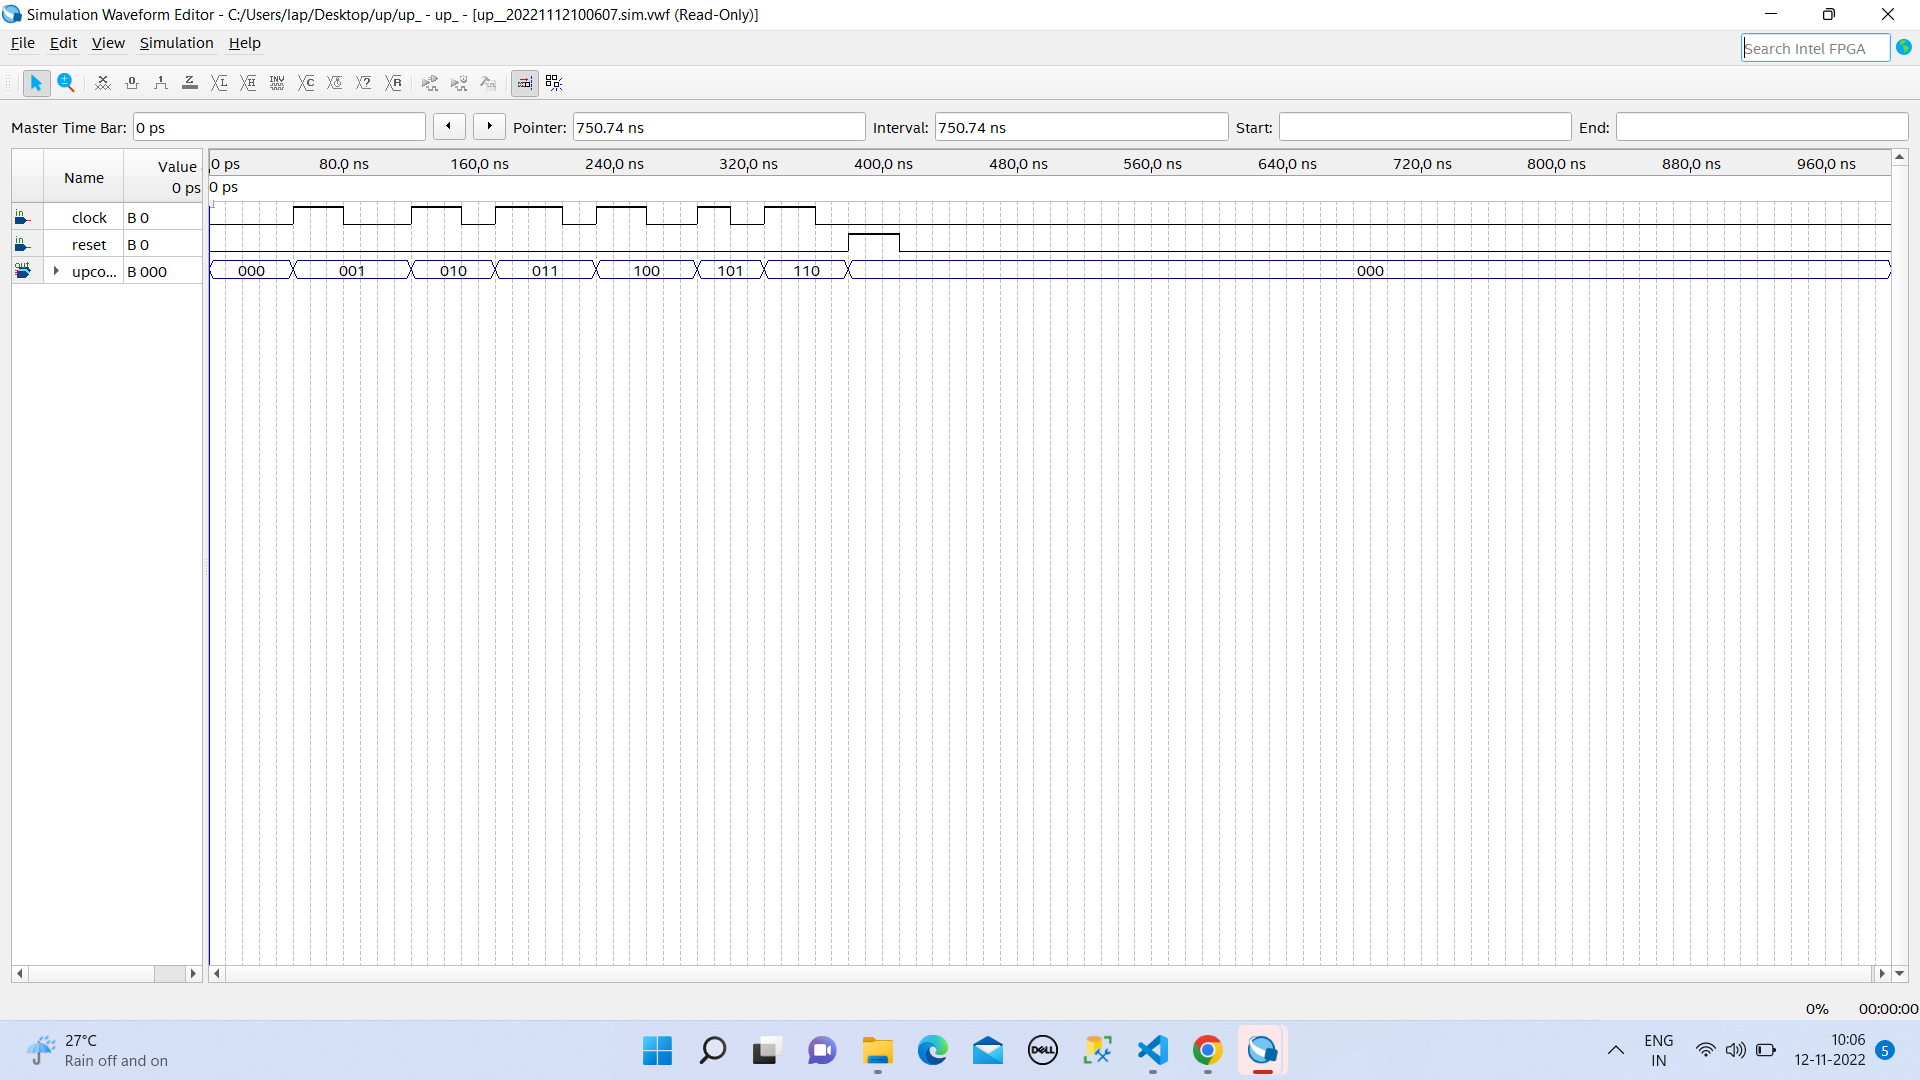 Simulation Waveform Editor - C:/Users/lap/Desktop/up/up_ - up_ - [up__20221112100607.sim.vwf (Read-Only)]
File Edit View Simulation Help
Search Intel FPGA
Master Time Bar: 0 ps Pointer: 750.74 ns Interval: 750.74 ns Start: End:
Name Value 0 ps
0 ps 80.0 ns 160.0 ns 240.0 ns 320.0 ns 400.0 ns 480.0 ns 560.0 ns 640.0 ns 720.0 ns 800.0 ns 880.0 ns 960.0 ns
0 ps
in clock B 0
in reset B 0
out upco... B 000 000 001 010 011 100 101 110 000
0% 00:00:00
27°C
Rain off and on
DELL
ENG
IN
10:06
12-11-2022
5